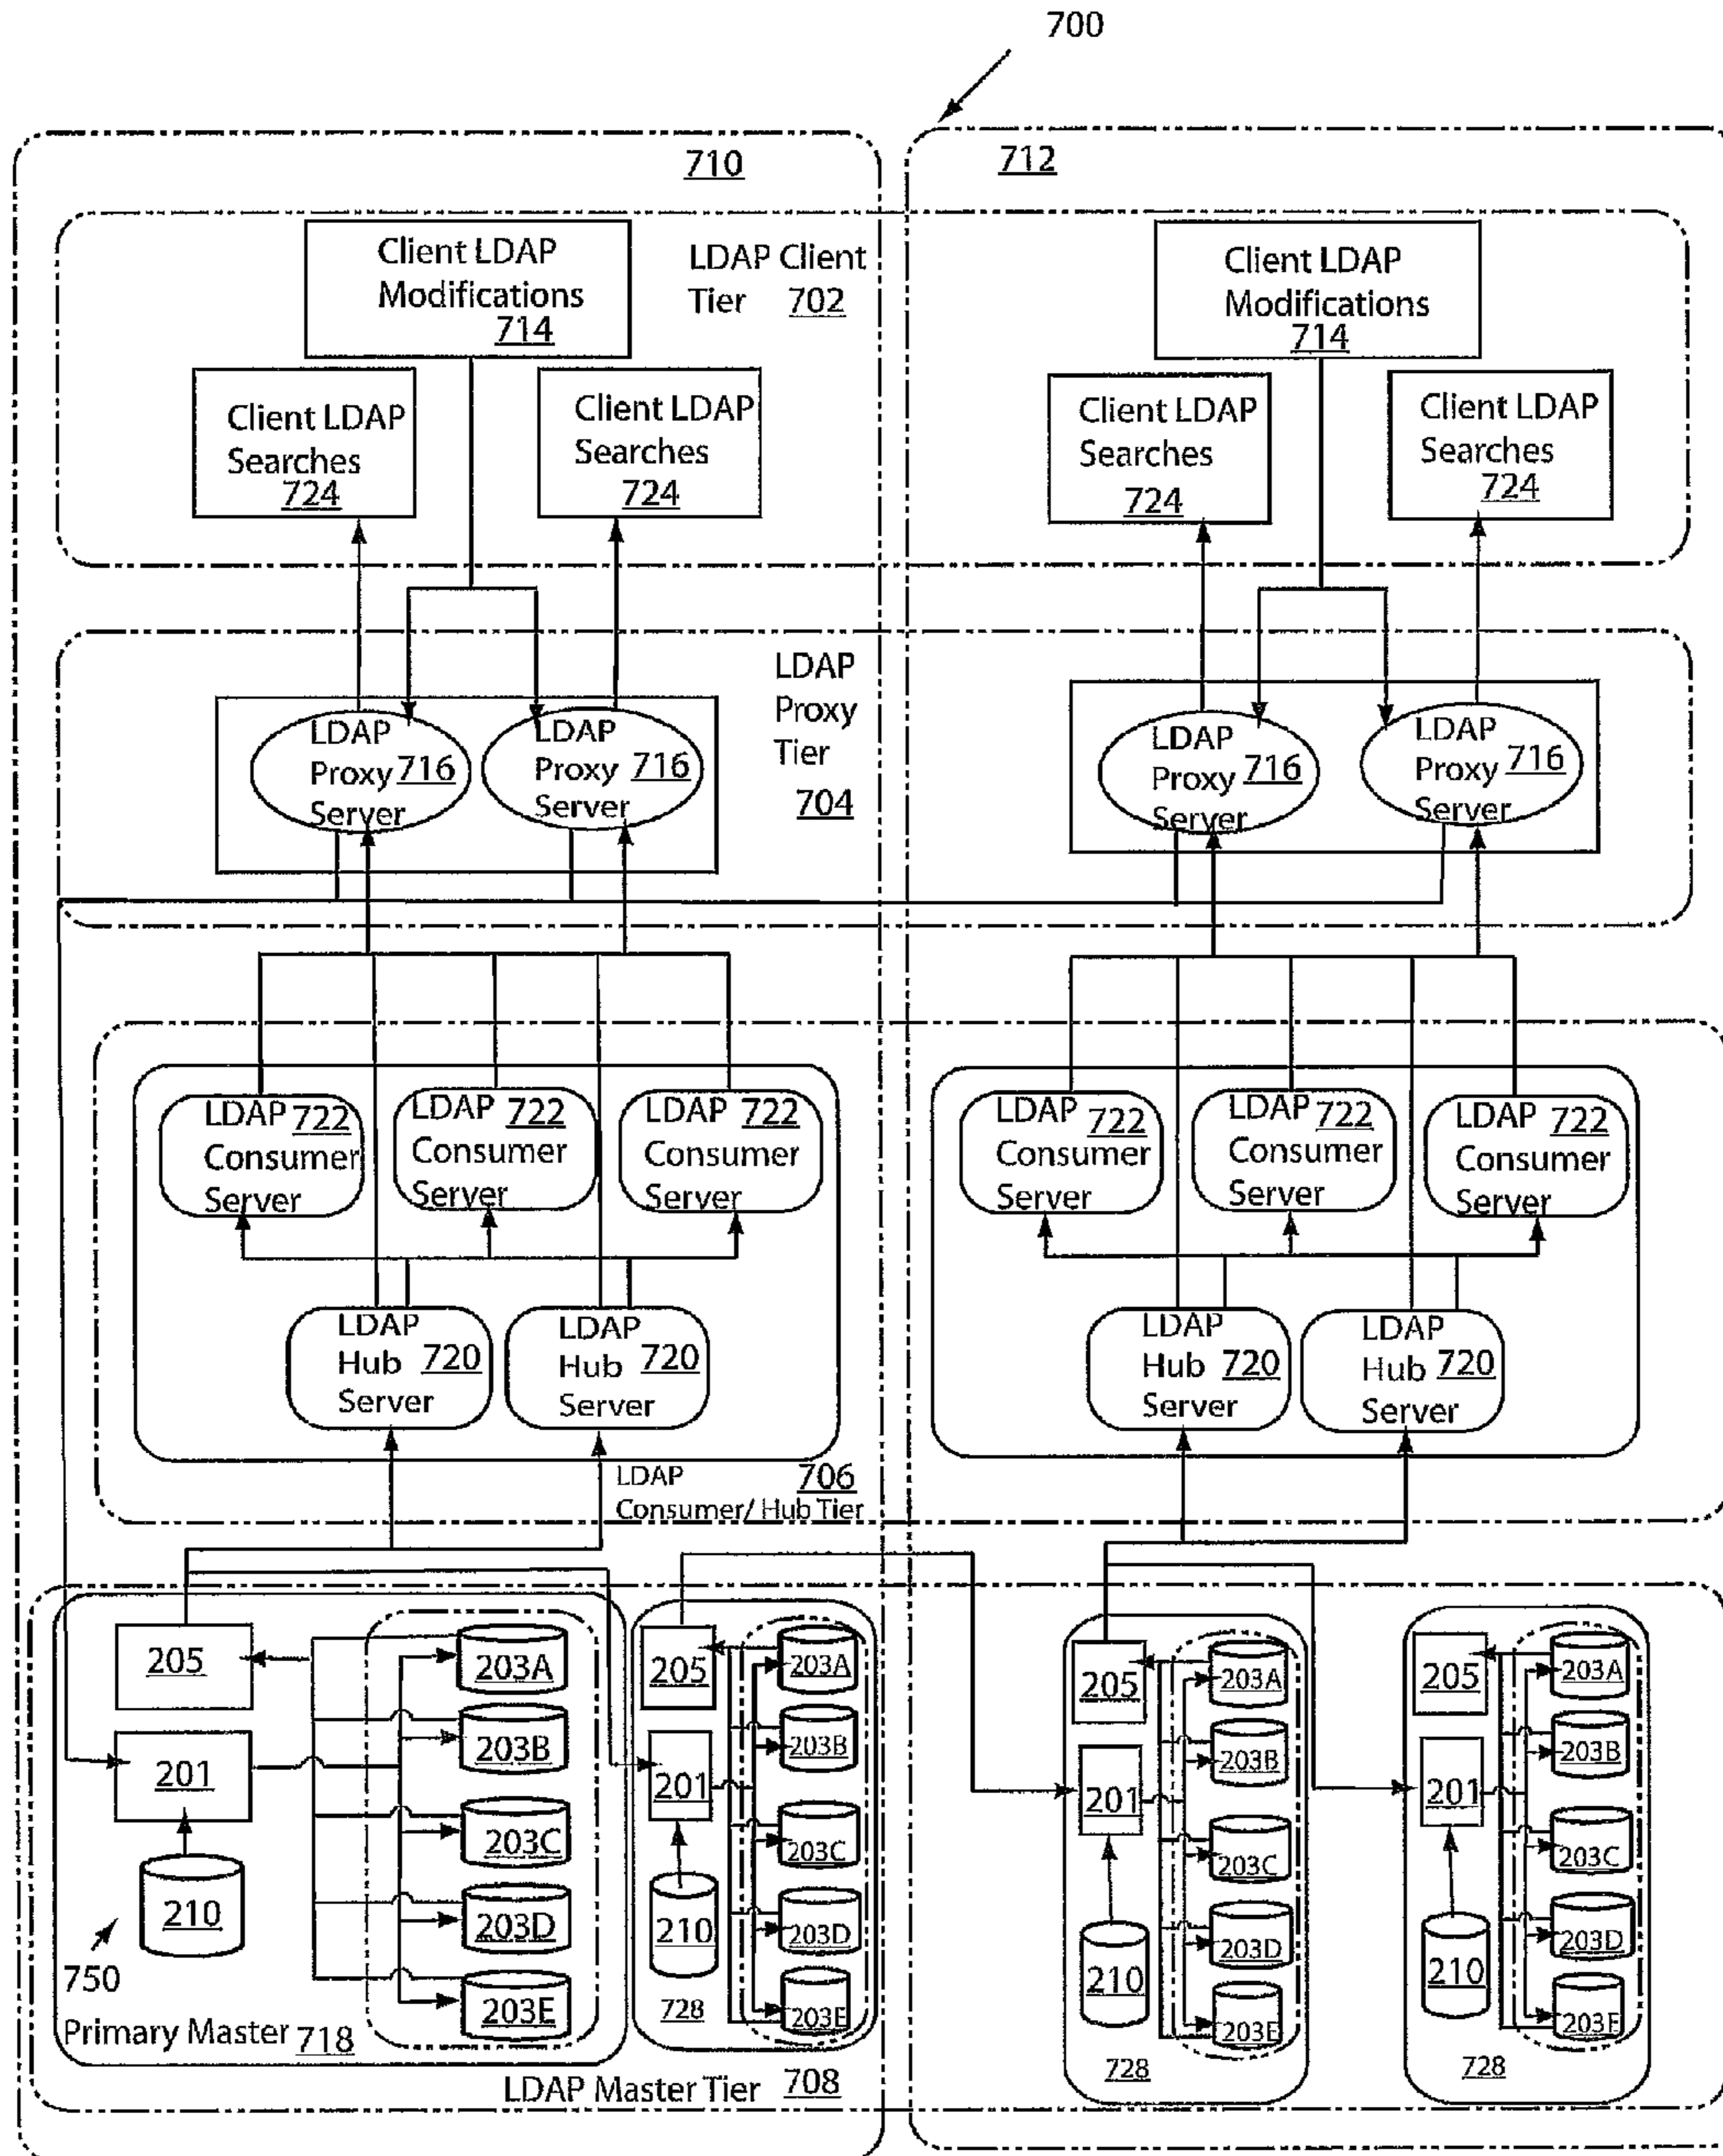 700
710
712
Client LDAP
Modifications
714
LDAP Client
Tier 702
Client LDAP
Modifications
714
Client LDAP
Searches
724
Client LDAP
Searches
724
Client LDAP
Searches
724
Client LDAP
Searches
724
LDAP
Proxy
Tier
704
LDAP
Proxy 716
Server
LDAP
Proxy 716
Server
LDAP
Proxy 716
Server
LDAP
Proxy 716
Server
LDAP 722
Consumer
Server
LDAP 722
Consumer
Server
LDAP 722
Consumer
Server
LDAP 722
Consumer
Server
LDAP 722
Consumer
Server
LDAP 722
Consumer
Server
LDAP
Hub 720
Server
LDAP
Hub 720
Server
LDAP
Hub 720
Server
LDAP
Hub 720
Server
706
LDAP
Consumer/Hub Tier
205
201
210
750
203A
203B
203C
203D
203E
Primary Master 718
205
201
210
728
203A
203B
203C
203D
203E
205
201
210
728
203A
203B
203C
203D
203E
205
201
210
728
203A
203B
203C
203D
203E
LDAP Master Tier 708